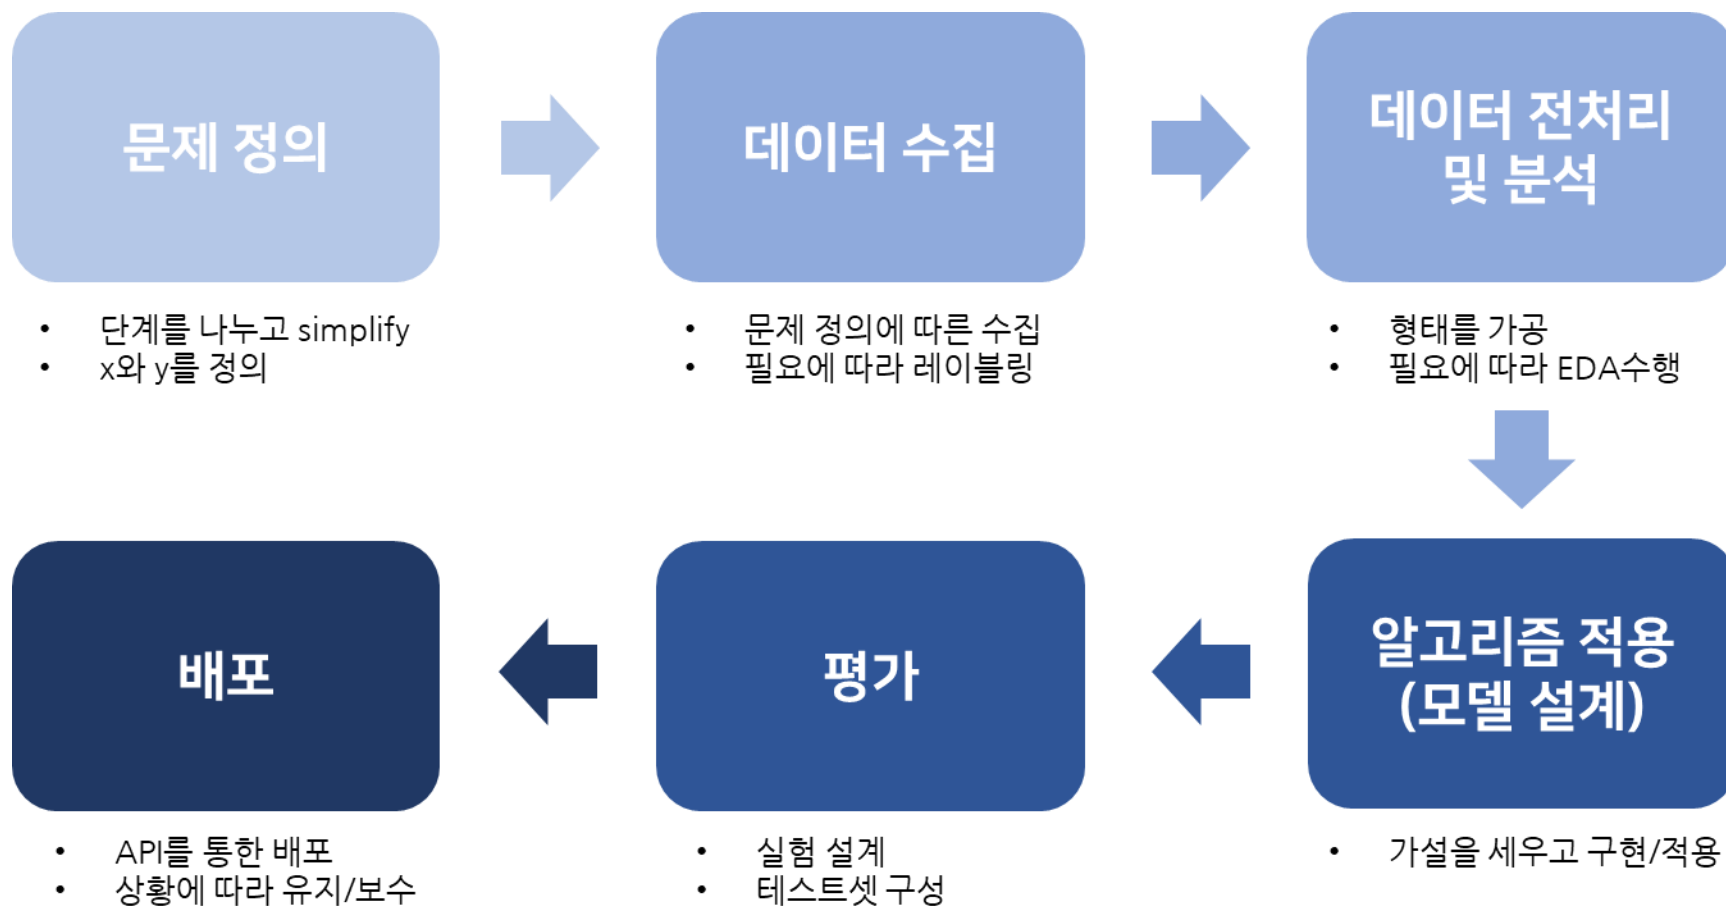 문제 정의
• 단계를 나누고 simplify
• x와 y를 정의
데이터 수집
• 문제 정의에 따른 수집
• 필요에 따라 레이블링
데이터 전처리
및 분석
• 형태를 가공
• 필요에 따라 EDA수행
알고리즘 적용
(모델 설계)
• 가설을 세우고 구현/적용
평가
• 실험 설계
• 테스트셋 구성
배포
• API를 통한 배포
• 상황에 따라 유지/보수